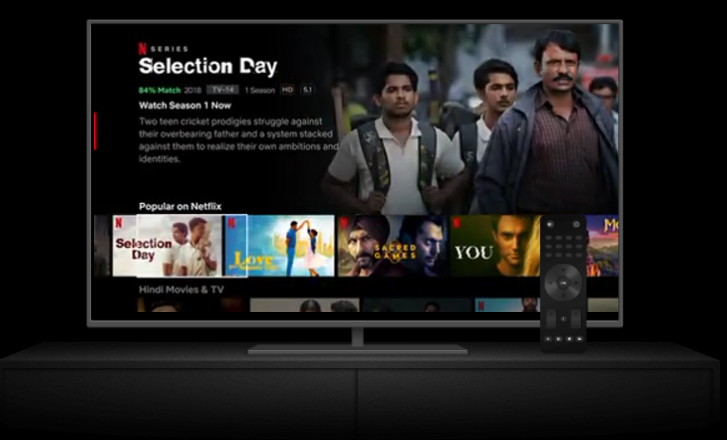 N SERIES
Selection Day
84% Match 2018 TV-14 1 Season HD 5.1
Watch Season 1 Now
Two teen cricket prodigies struggle against
their overbearing father and a system stacked
against them to realize their own ambitions and
identities.
Popular on Netflix
N
Selection
Day
N
Love
N
SACRED
GAMES
N
YOU
Hindi Movies & TV